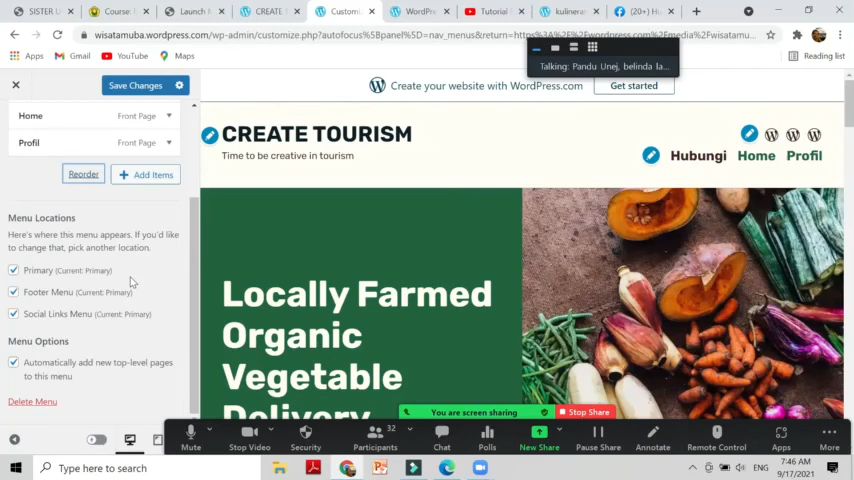 SISTER U
Course: F
Launch M
CREATE S
Customiz
WordPre
Tutorial F
kulineran
(20+) Hu
wisatamuba.wordpress.com/wp-admin/customize.php?autofocus%5Bpanel%5D=nav_menus&return=https%3A%2F%2Fwordpress.com%2Fmedia%2Fwisatamu...
Apps
Gmail
YouTube
Maps
Reading list
Talking: Pandu Unej, belinda la...
Save Changes
Create your website with WordPress.com
Get started
Home
Front Page
Profil
Front Page
Reorder
Add Items
CREATE TOURISM
Time to be creative in tourism
Hubungi Home Profil
Menu Locations
Here's where this menu appears. If you'd
like to change that, pick another location.
Primary (Current: Primary)
Footer Menu (Current: Primary)
Social Links Menu (Current: Primary)
Menu Options
Automatically add new top-level pages
to this menu
Delete Menu
Locally Farmed
Organic
Vegetable
Delivery
You are screen sharing
Stop Share
32
Mute
Stop Video
Security
Participants
Chat
Polls
New Share
Pause Share
Annotate
Remote Control
Apps
More
Type here to search
ENG
7:46 AM
9/17/2021